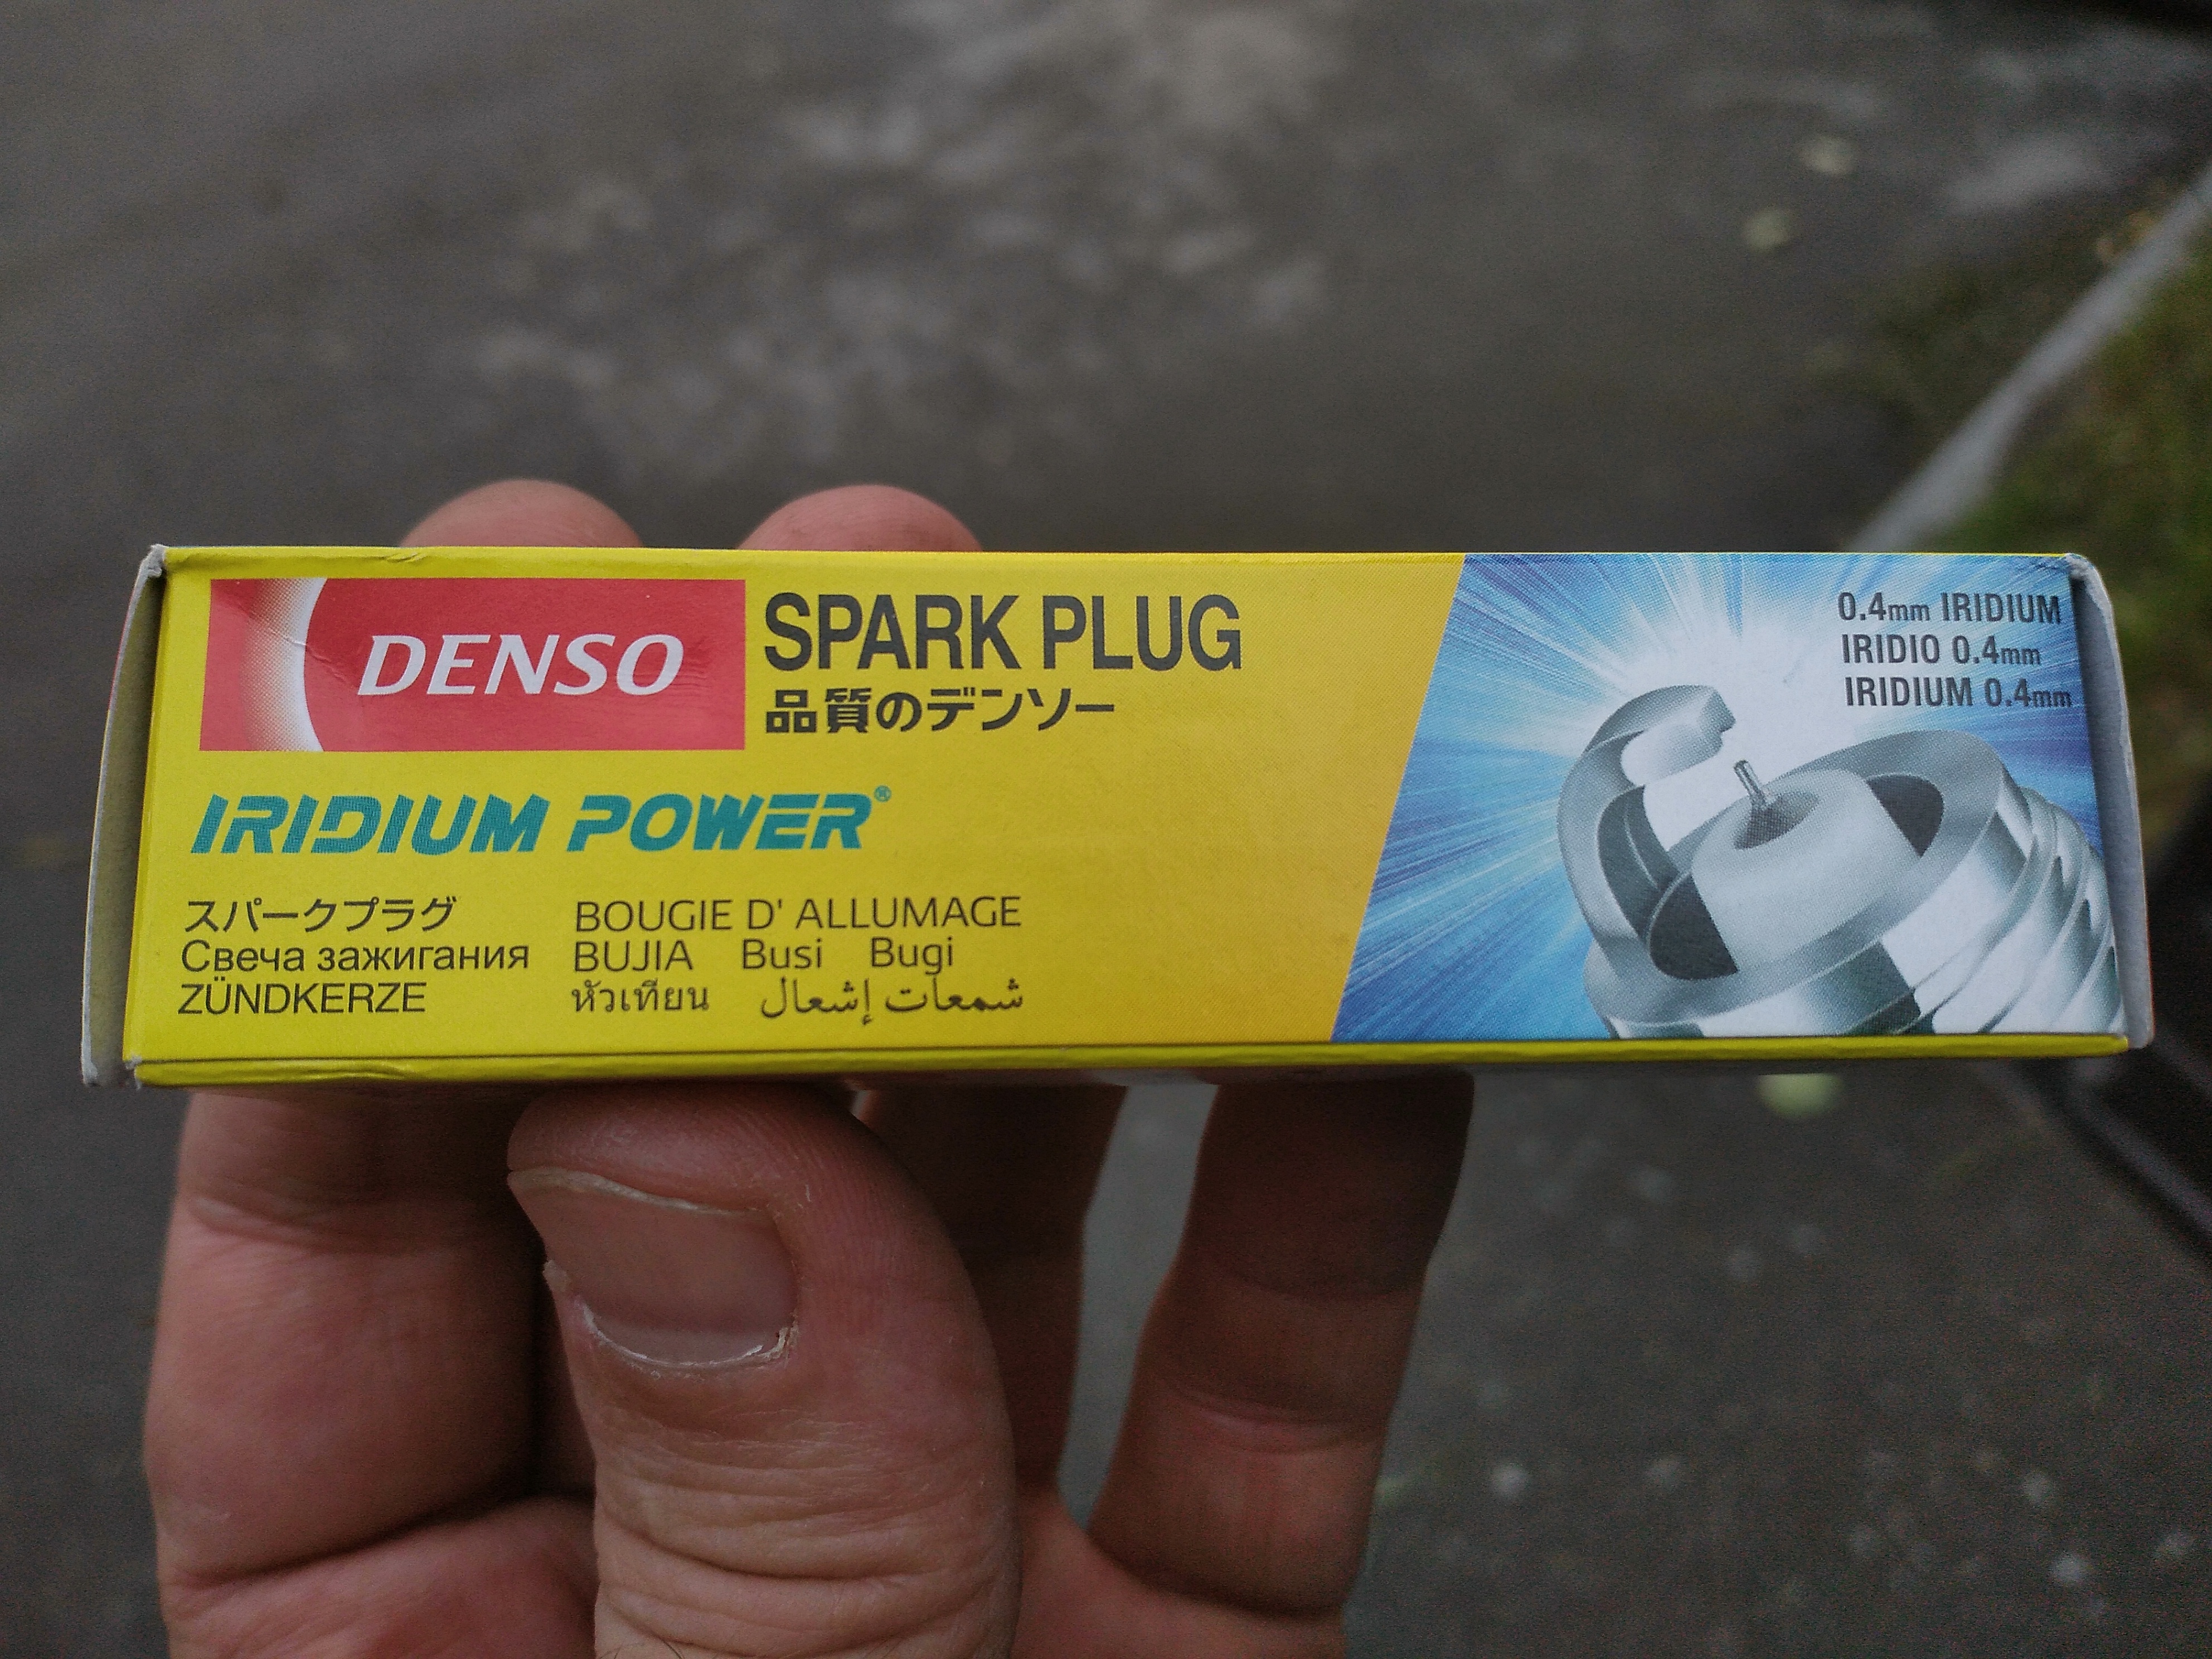 DENSO
SPARK PLUG
品質のデンソー
IRIDIUM POWER®
スパークプラグ
Свеча зажигания
ZÜNDKERZE
BOUGIE D' ALLUMAGE
BUJIA Busi Bugi
หัวเทียน شمعات إشعال
0.4mm IRIDIUM
IRIDIO 0.4mm
IRIDIUM 0.4mm